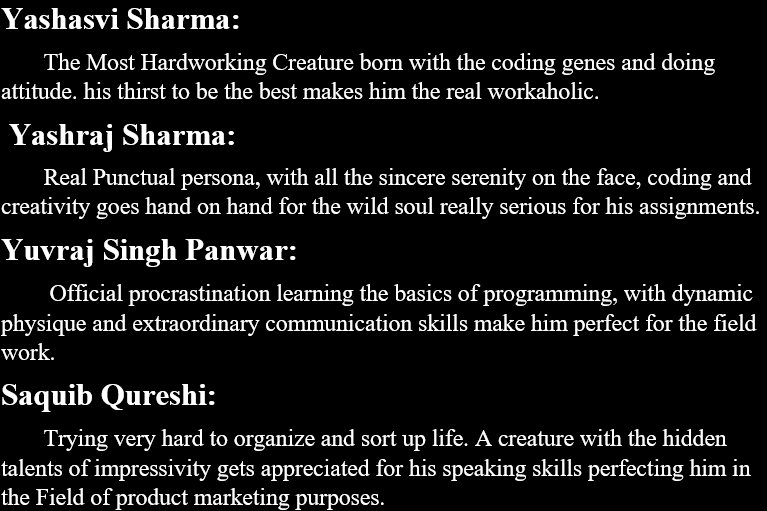 Yashasvi Sharma:
The Most Hardworking Creature born with the coding genes and doing
attitude. his thirst to be the best makes him the real workaholic.
Yashraj Sharma:
Real Punctual persona, with all the sincere serenity on the face, coding and
creativity goes hand on hand for the wild soul really serious for his assignments.
Yuvraj Singh Panwar:
Official procrastination learning the basics of programming, with dynamic
physique and extraordinary communication skills make him perfect for the field
work.
Saquib Qureshi:
Trying very hard to organize and sort up life. A creature with the hidden
talents of impressivity gets appreciated for his speaking skills perfecting him in
the Field of product marketing purposes.